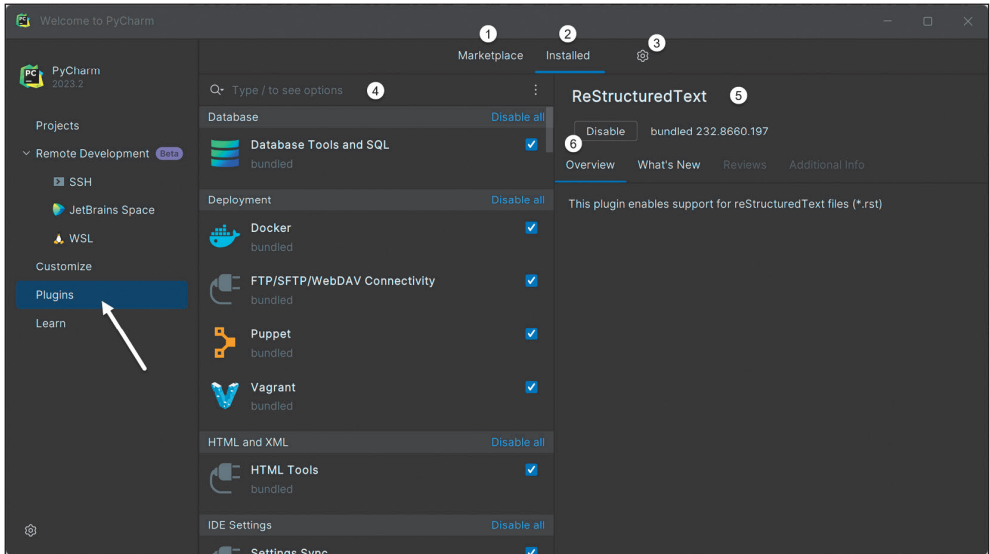 Welcome to PyCharm
1
2
3
Marketplace
Installed
PC
PyCharm
2023.2
Projects
Remote Development Beta
SSH
JetBrains Space
WSL
Customize
Plugins
Learn
Type / to see options 4
Database Disable all
Database Tools and SQL
bundled
Deployment Disable all
Docker
bundled
FTP/SFTP/WebDAV Connectivity
bundled
Puppet
bundled
Vagrant
bundled
HTML and XML Disable all
HTML Tools
bundled
IDE Settings Disable all
Settings Sync
ReStructuredText 5
Disable bundled 232.8660.197
6
Overview What's New Reviews Additional Info
This plugin enables support for reStructuredText files (*.rst)